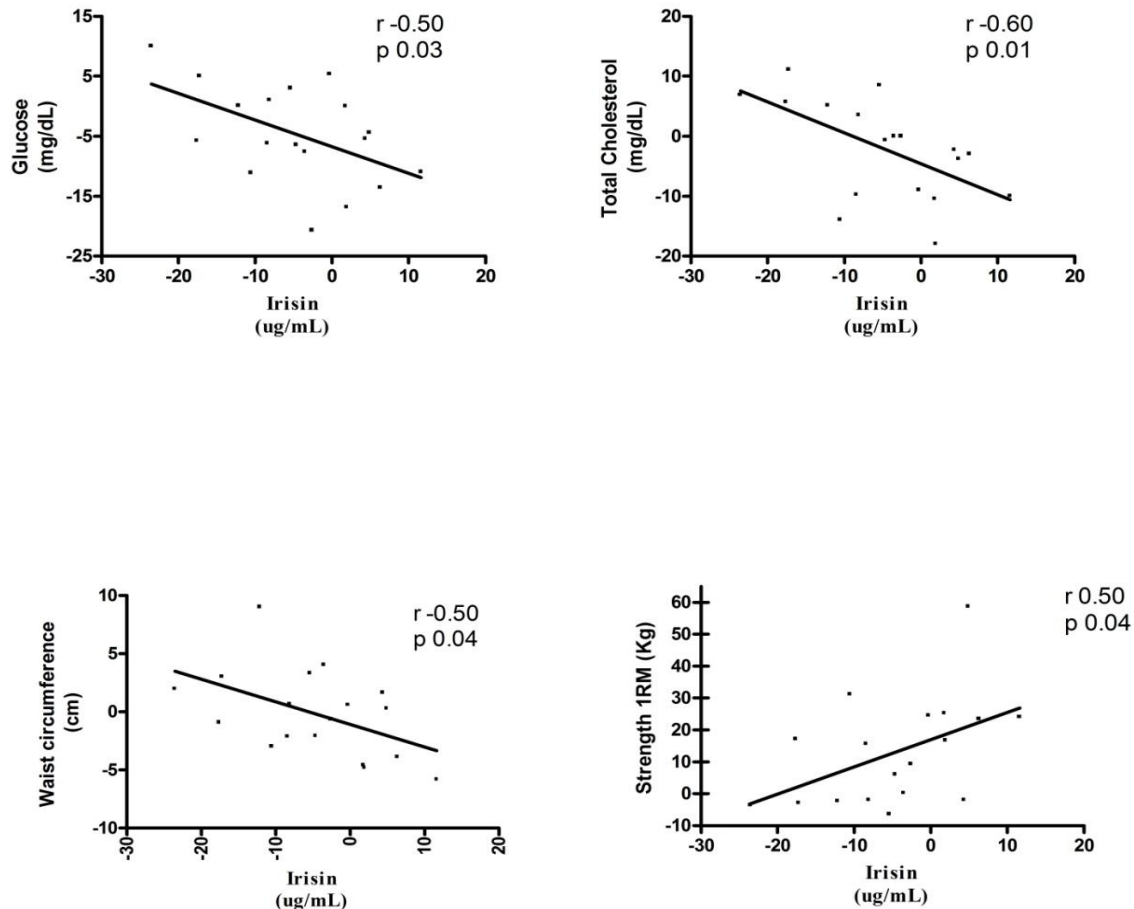 r -0.50
p 0.03
Glucose
(mg/dL)
15
5
-5
-15
-25
-30
-20
-10
0
10
20
Irisin
(ug/mL)
r -0.60
p 0.01
Total Cholesterol
(mg/dL)
20
10
0
-10
-20
-30
-20
-10
0
10
20
Irisin
(ug/mL)
r -0.50
p 0.04
Waist circumference
(cm)
10
5
0
-5
-10
-30
-20
-10
0
10
20
Irisin
(ug/mL)
r 0.50
p 0.04
Strength 1RM (Kg)
60
50
40
30
20
10
0
-10
-30
-20
-10
0
10
20
Irisin
(ug/mL)